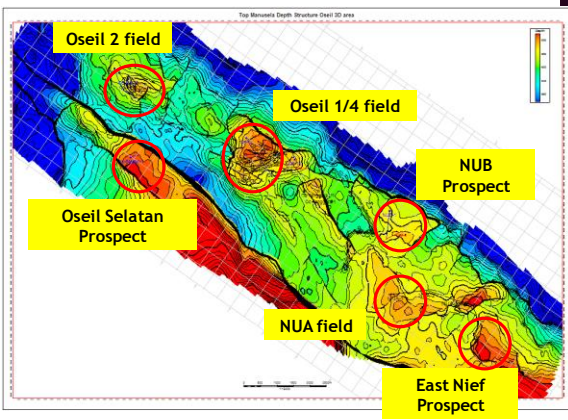 Top Manusela Depth Structure Oseil 3D area
Oseil 2 field
Oseil 1/4 field
NUB
Prospect
Oseil Selatan
Prospect
NUA field
East Nief
Prospect